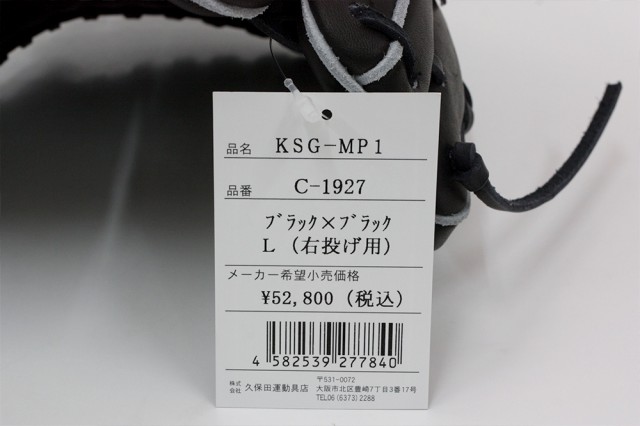 品名 KSG-MP1
品番 C-1927
ﾌﾞﾗｯｸ×ﾌﾞﾗｯｸ
L（右投げ用）
メーカー希望小売価格
¥52,800（税込）
4 582539 277840
株式会社 久保田運動具店
〒531-0072
大阪市北区豊崎7丁目3番17号
TEL06(6373)2288